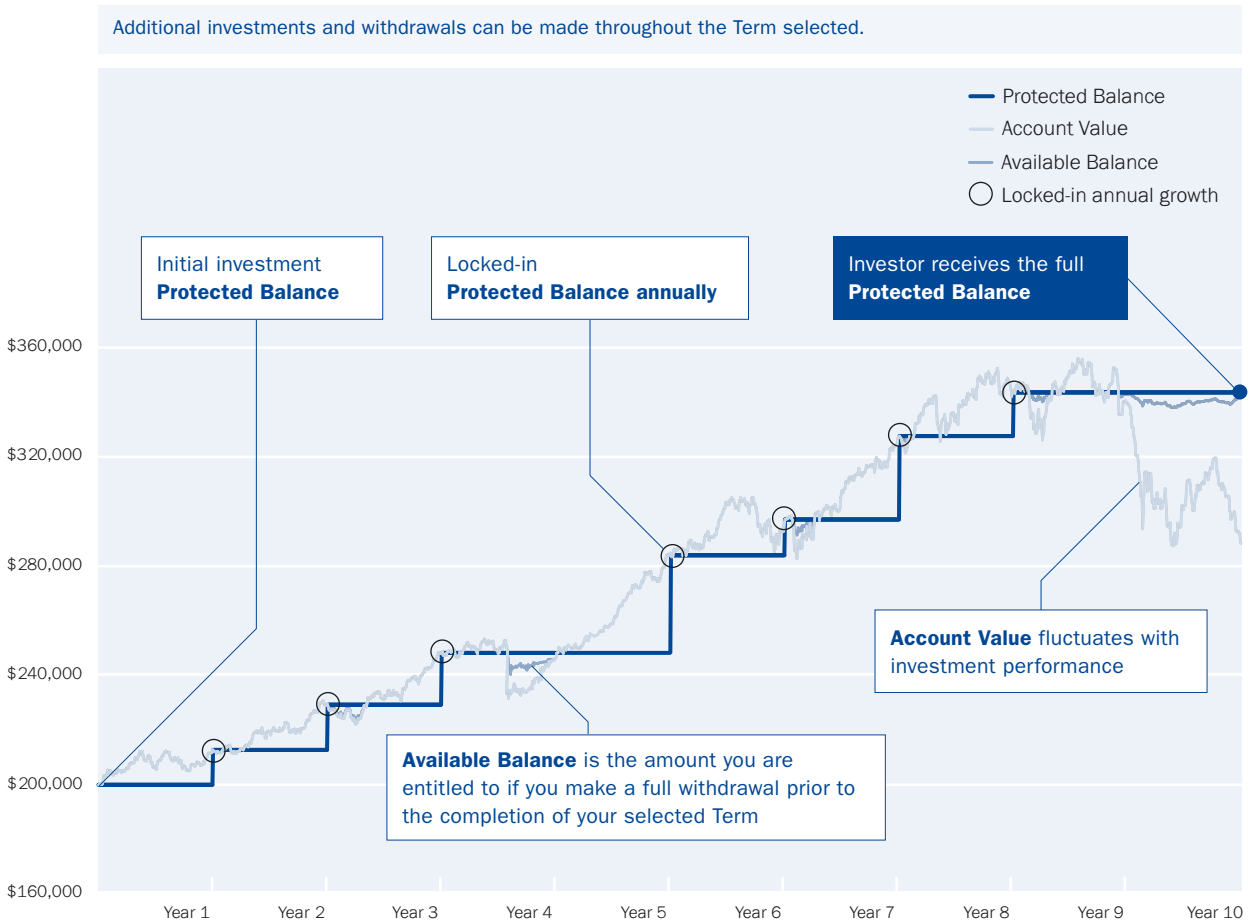 Additional investments and withdrawals can be made throughout the Term selected.
Protected Balance
Account Value
Available Balance
Locked-in annual growth
Initial investment
Protected Balance
Locked-in
Protected Balance annually
Investor receives the full
Protected Balance
$360,000
$320,000
$280,000
$240,000
$200,000
$160,000
Account Value fluctuates with
investment performance
Available Balance is the amount you are
entitled to if you make a full withdrawal prior to
the completion of your selected Term
Year 1
Year 2
Year 3
Year 4
Year 5
Year 6
Year 7
Year 8
Year 9
Year 10